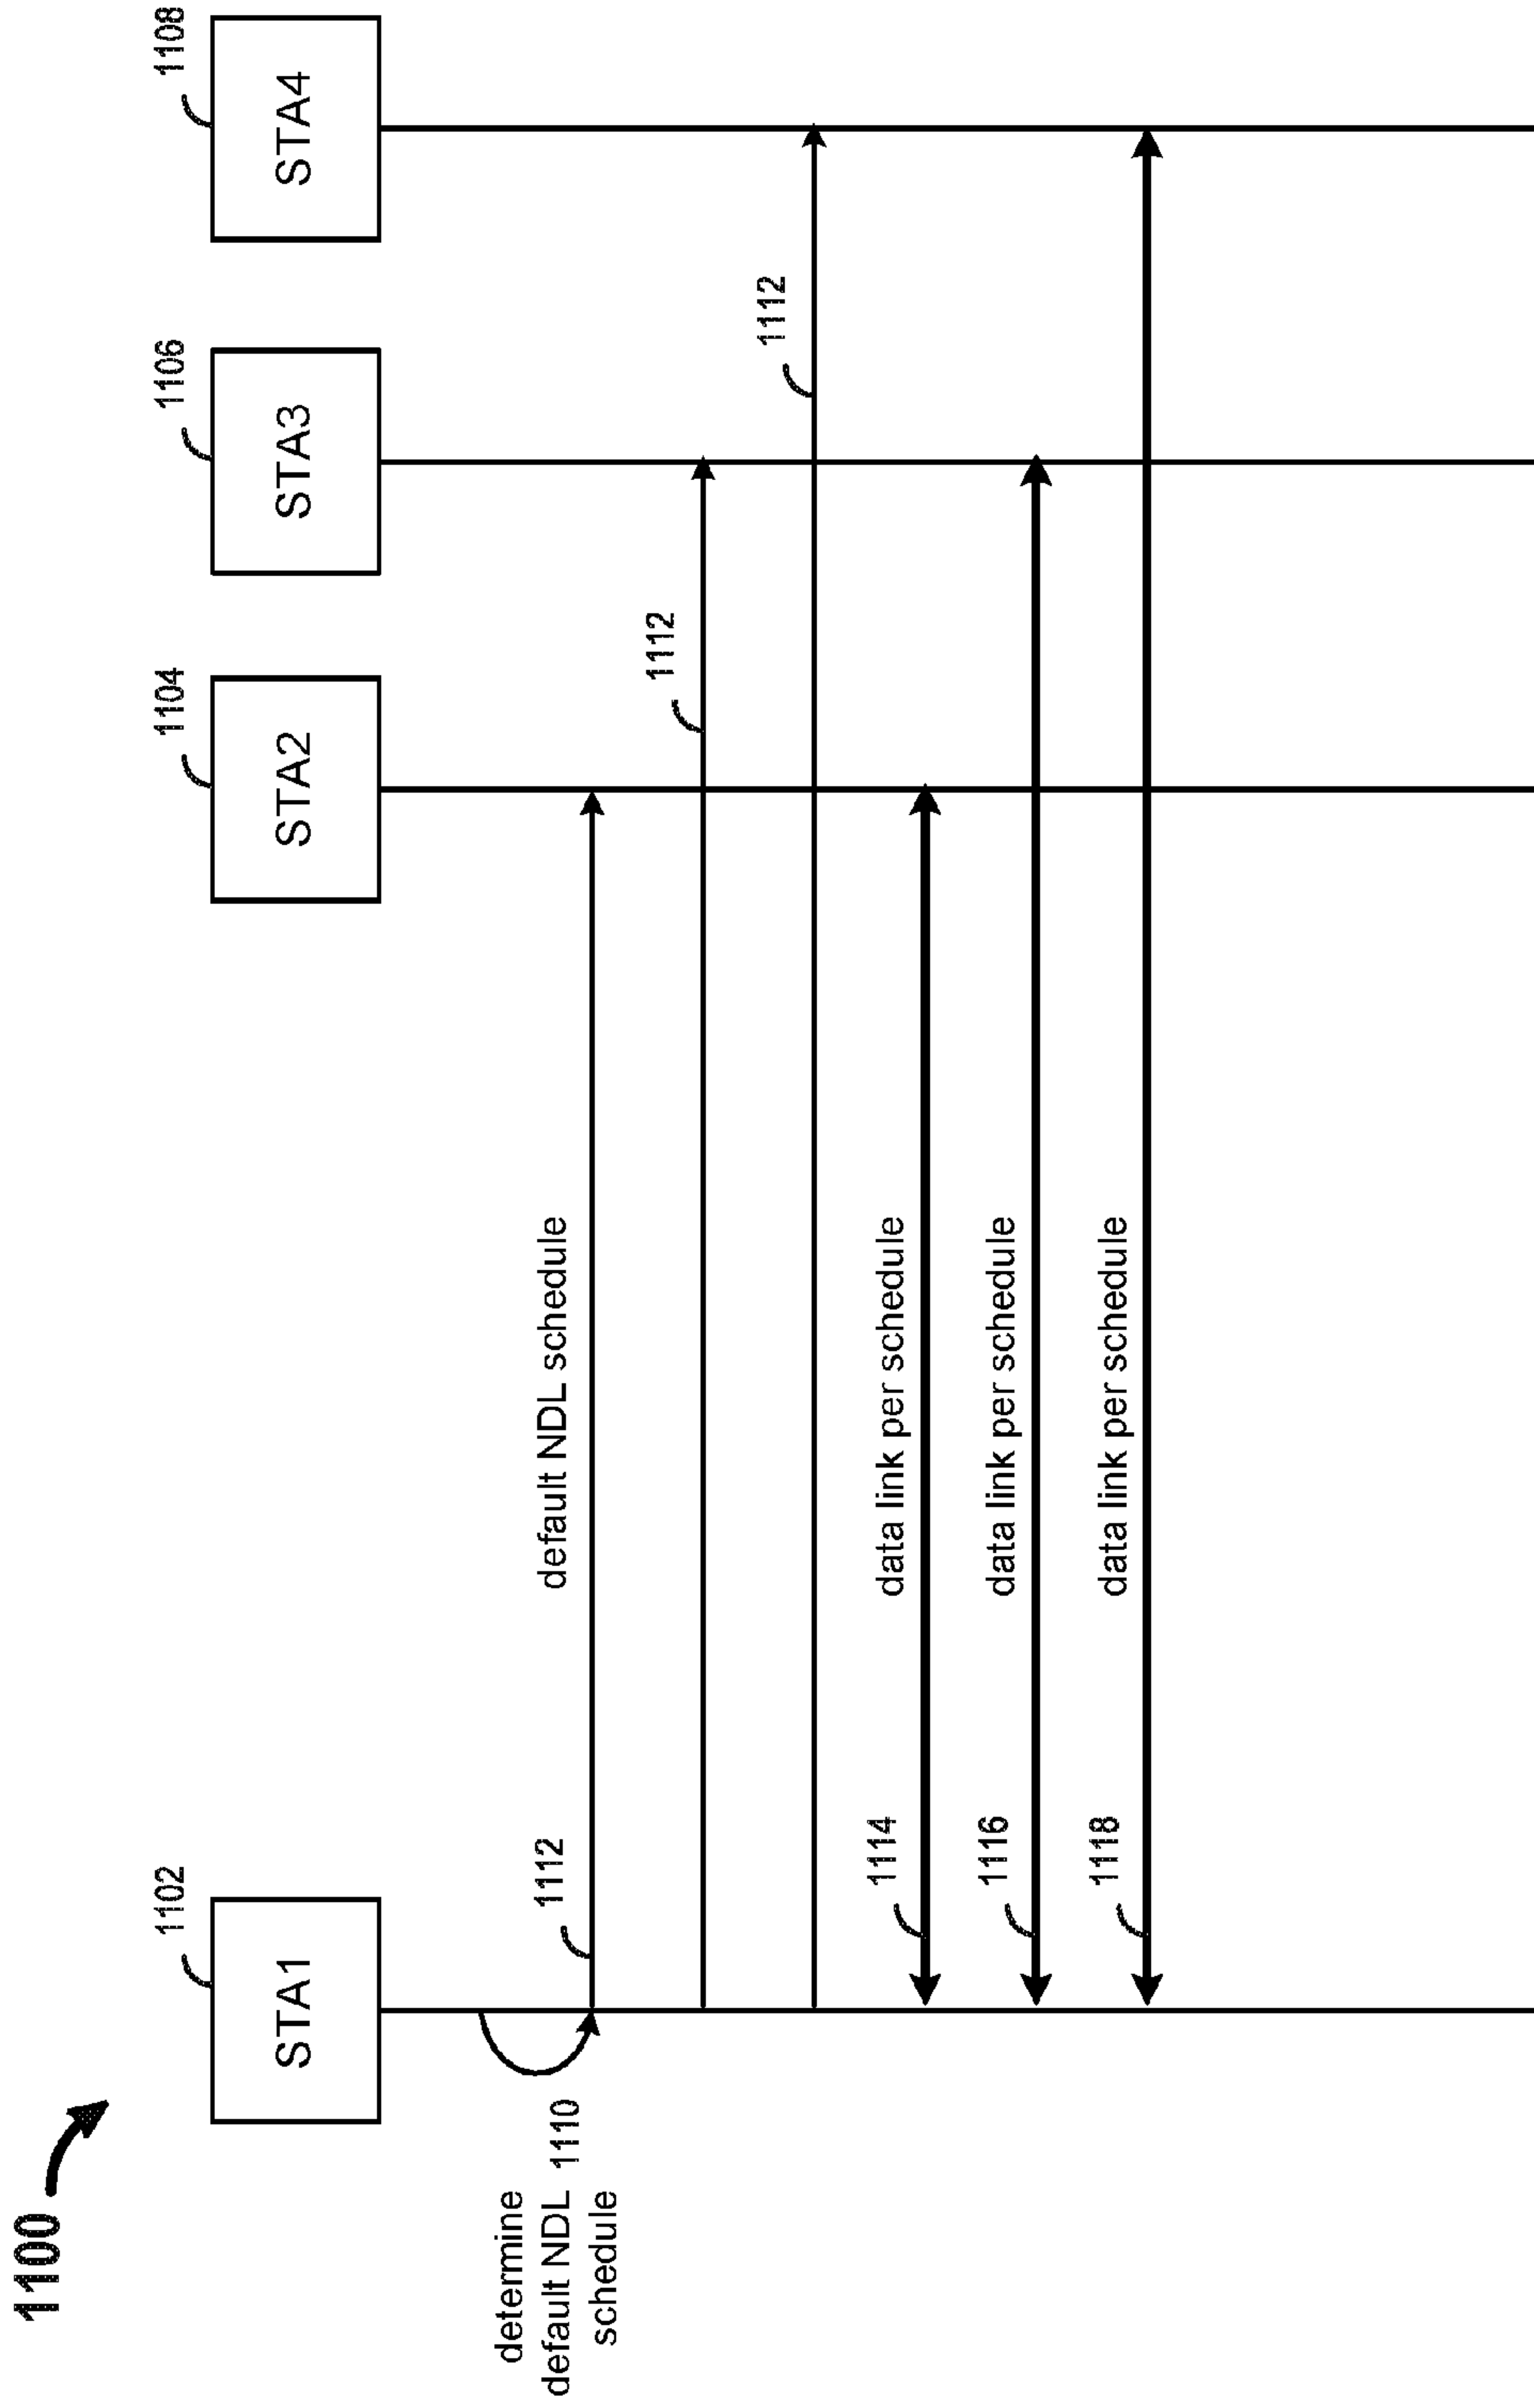 1100
1102
1104
1106
1108
STA1
STA2
STA3
STA4
determine
default NDL 1110
schedule
1112
default NDL schedule
1112
1112
1114
data link per schedule
1116
data link per schedule
1118
data link per schedule